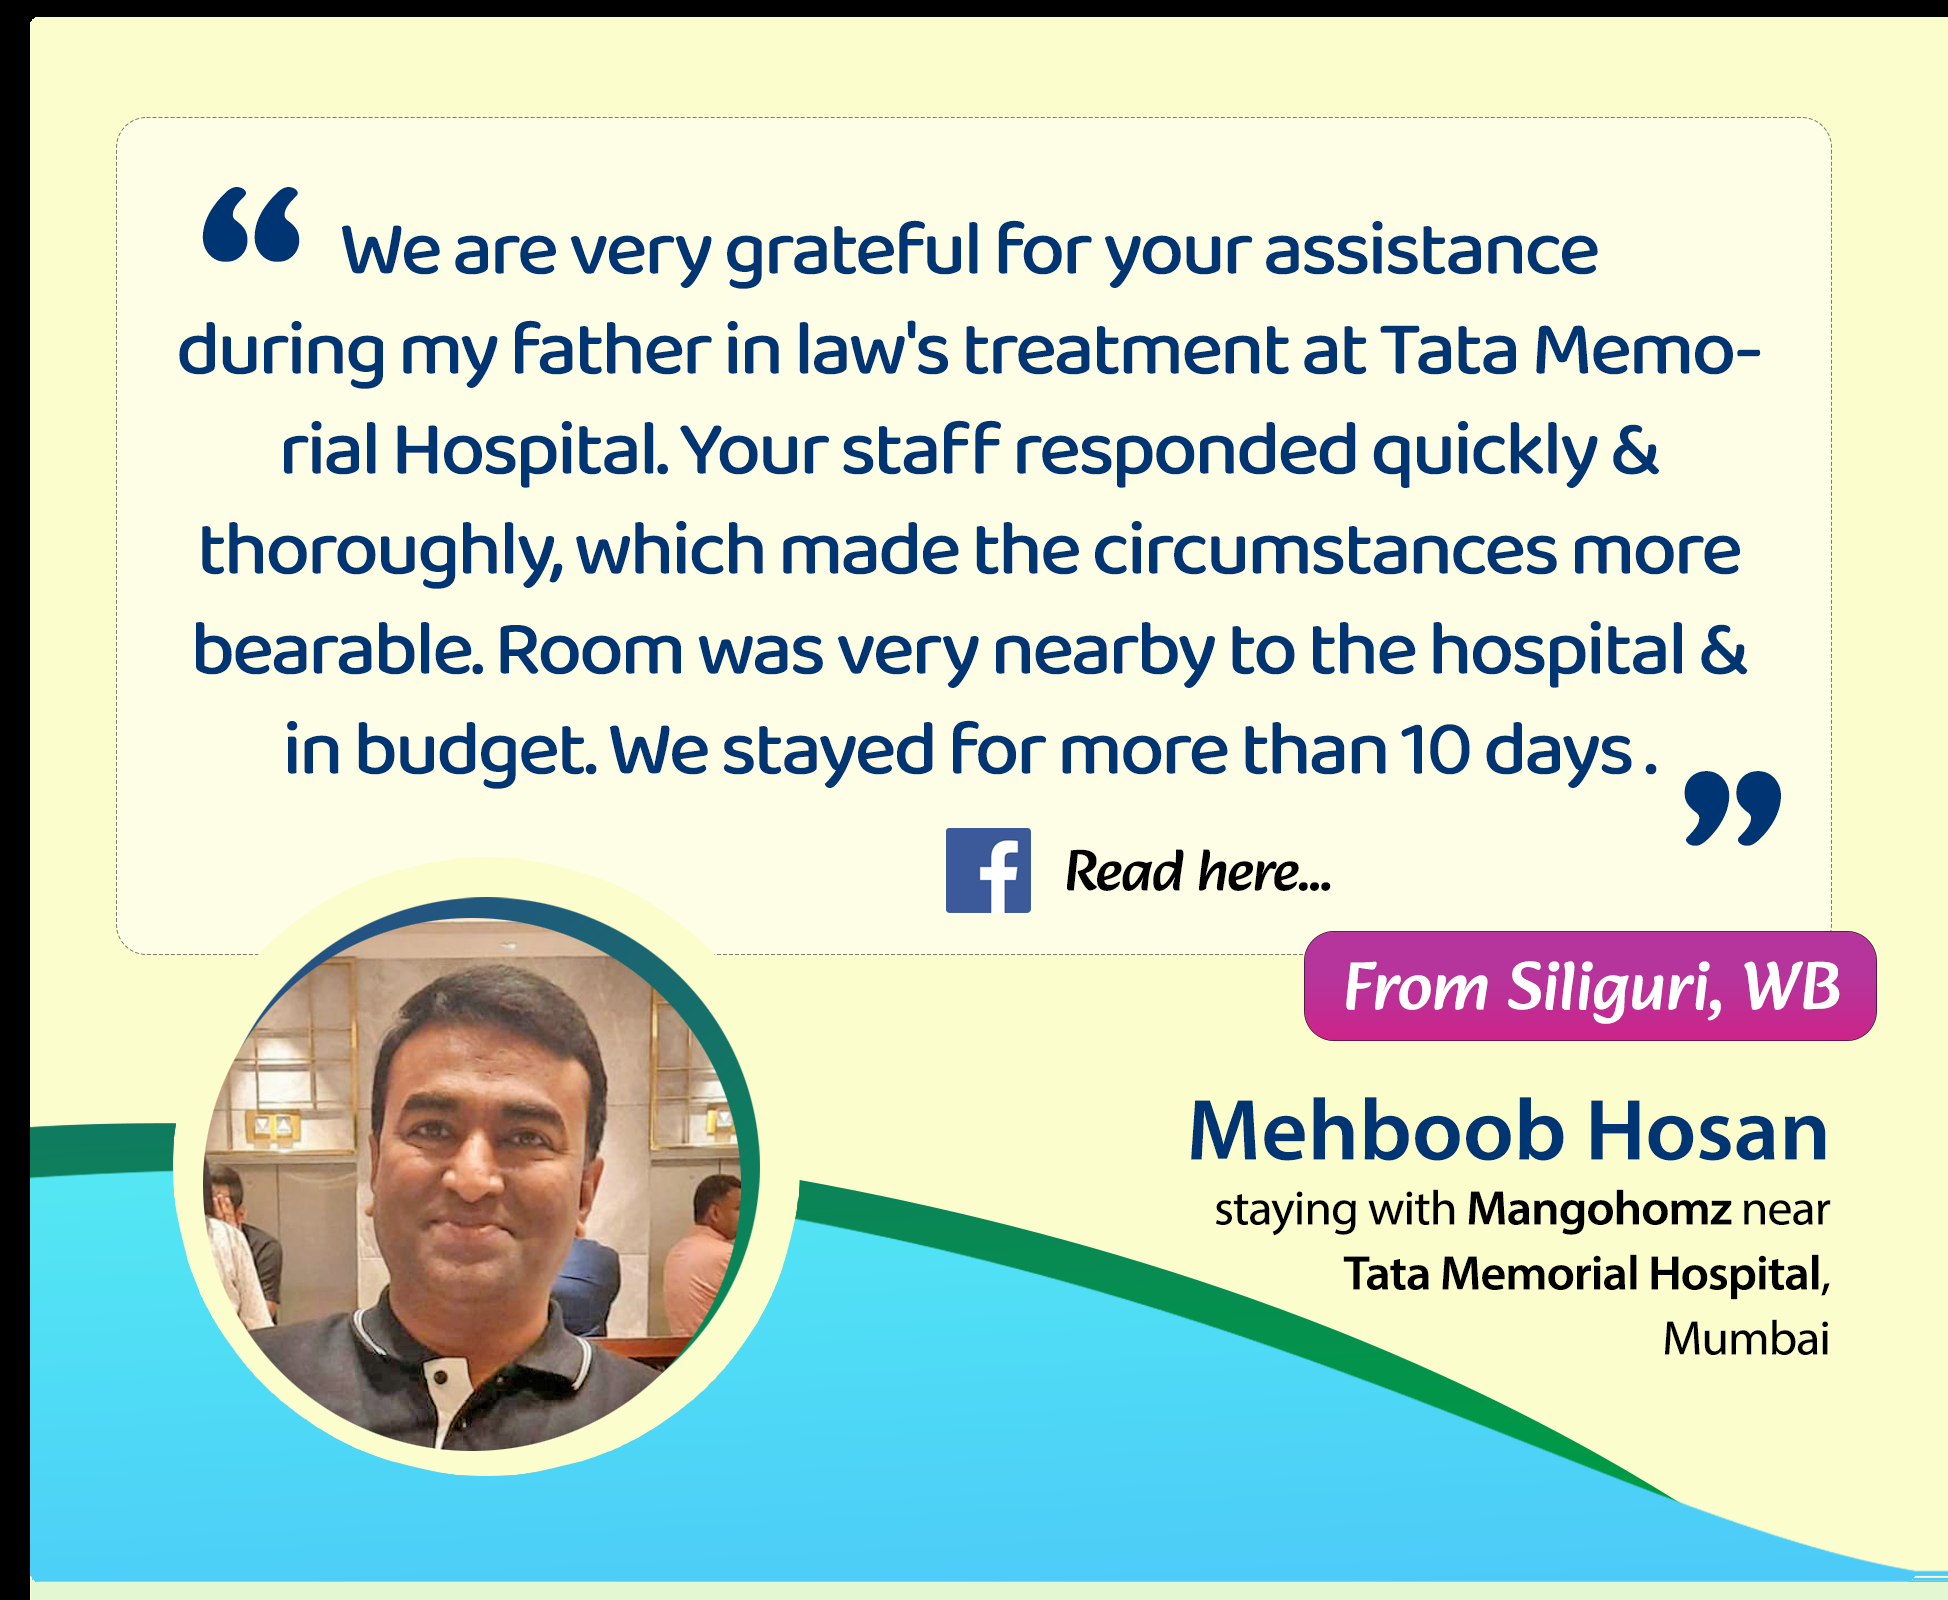 “ We are very grateful for your assistance
during my father in law's treatment at Tata Memo-
rial Hospital. Your staff responded quickly &
thoroughly, which made the circumstances more
bearable. Room was very nearby to the hospital &
in budget. We stayed for more than 10 days . ”
f Read here...
From Siliguri, WB
Mehboob Hosan
staying with Mangohomz near
Tata Memorial Hospital,
Mumbai